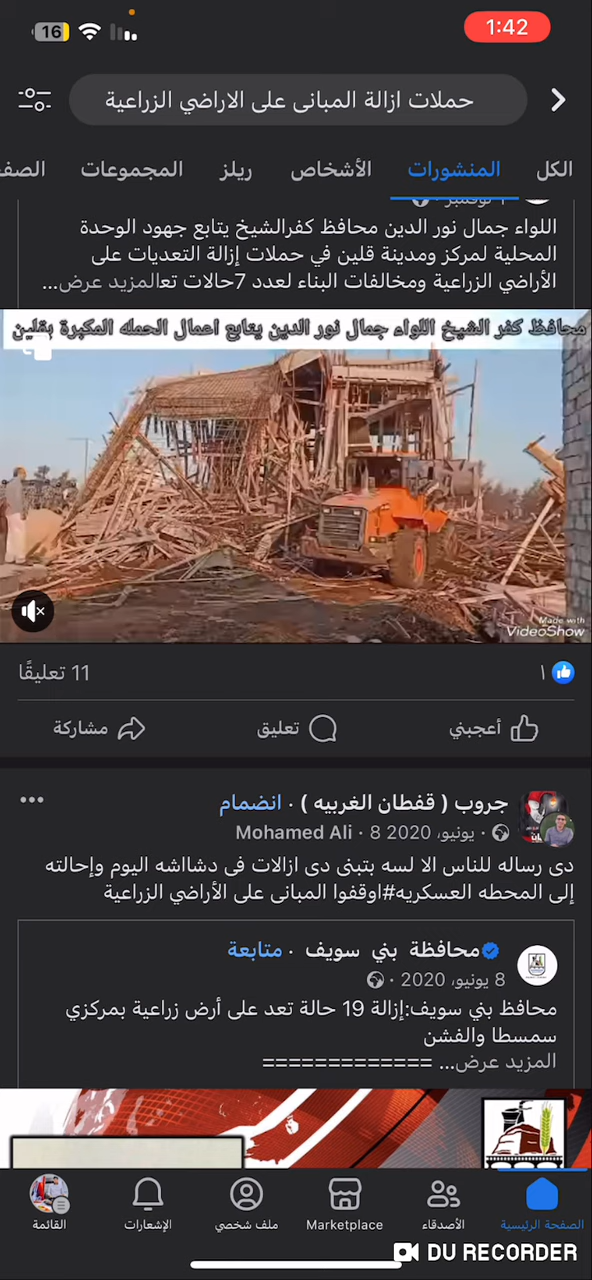 16
1:42
حملات ازالة المبانى على الاراضي الزراعية
الكل
المنشورات
الأشخاص
ريلز
المجموعات
اللواء جمال نور الدين محافظ كفرالشيخ يتابع جهود الوحدة
المحلية لمركز ومدينة قلين في حملات إزالة التعديات على
الأراضي الزراعية ومخالفات البناء لعدد 7حالات تعالمزيد عرض...
محافظ كفر الشيخ اللواء جمال نور الدين يتابع اعمال الحمله المكبرة بقلين
Made with
VideoShow
١
11 تعليقًا
أعجبني
تعليق
مشاركة
جروب ( قفطان الغربيه ) · انضمام
Mohamed Ali · 8 يونيو، 2020 ·
دى رساله للناس الا لسه بتبنى دى ازالات فى دشاشه اليوم وإحالته
إلى المحطه العسكريه#اوقفوا المبانى على الأراضي الزراعية
محافظة بني سويف · متابعة
8 يونيو، 2020 ·
محافظ بني سويف:إزالة 19 حالة تعد على أرض زراعية بمركزي
سمسطا والفشن
============= المزيد عرض...
الصفحة الرئيسية
الأصدقاء
Marketplace
ملف شخصي
الإشعارات
القائمة
DU RECORDER